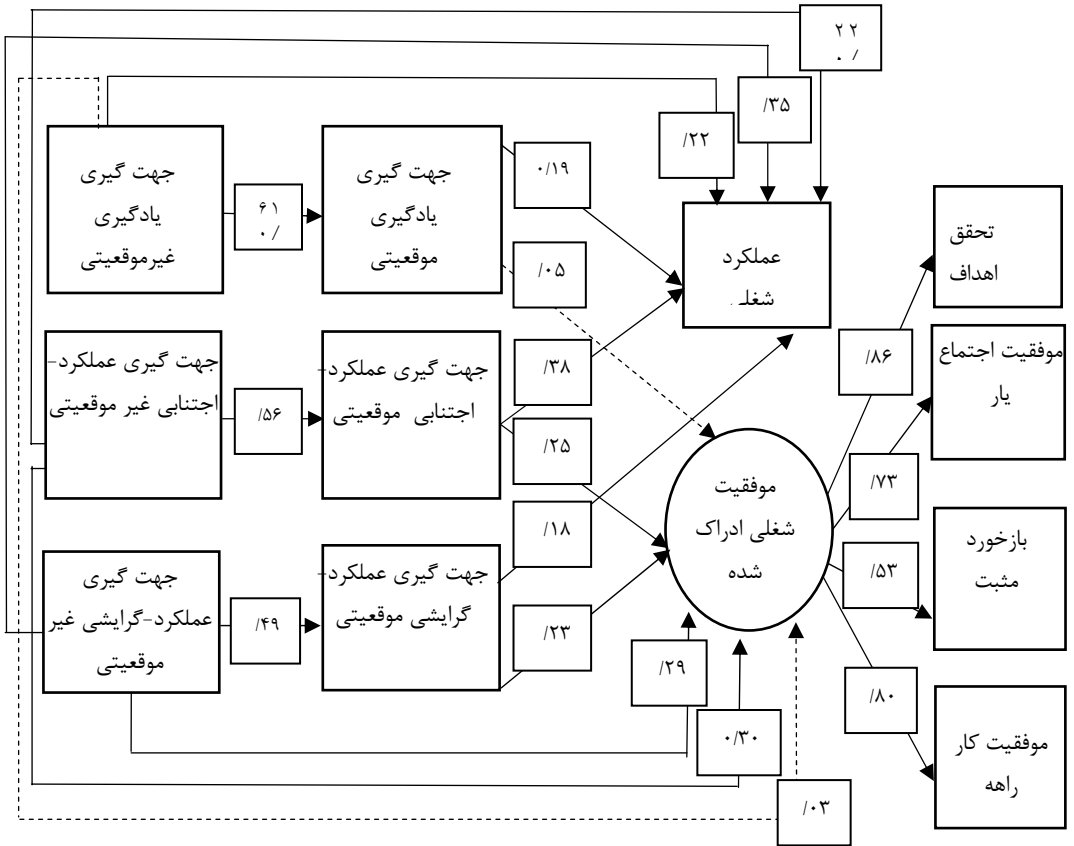 ۲۲
۰/
/۳۵
/۲۲
جهت گیری
یادگیری
غیرموقعیتی
۶۱
۰/
جهت گیری
یادگیری
موقعیتی
۰/۱۹
/۰۵
عملکرد
شغلی
تحقق
اهداف
جهت گیری عملکرد-
اجتنابی غیر موقعیتی
/۵۶
جهت گیری عملکرد-
اجتنابی موقعیتی
/۳۸
/۲۵
/۸۶
موفقیت اجتماع
یار
/۷۳
موفقیت
شغلی ادراک
شده
/۱۸
بازخورد
مثبت
/۵۳
جهت گیری
عملکرد-گرایشی غیر
موقعیتی
/۴۹
جهت گیری عملکرد-
گرایشی موقعیتی
/۲۳
/۲۹
۰/۳۰
/۰۳
/۸۰
موفقیت کار
راهه